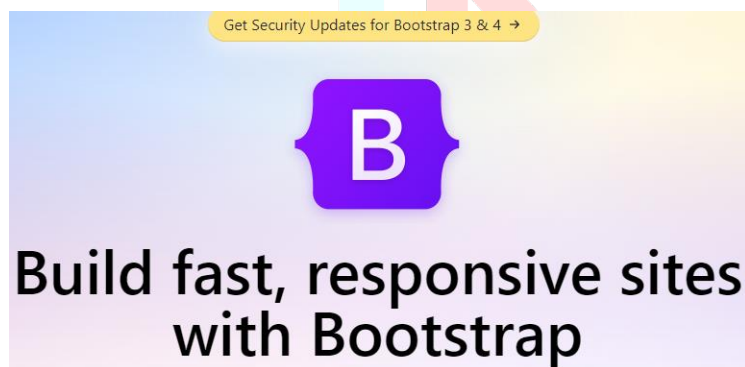 Get Security Updates for Bootstrap 3 & 4 →
B
Build fast, responsive sites
with Bootstrap